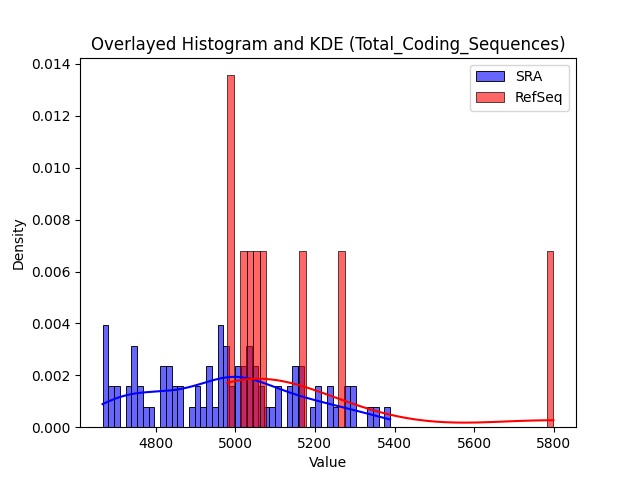 Overlayed Histogram and KDE (Total_Coding_Sequences)
SRA
RefSeq
0.014
0.012
0.010
0.008
0.006
0.004
0.002
0.000
Density
4800 5000 5200 5400 5600 5800
Value